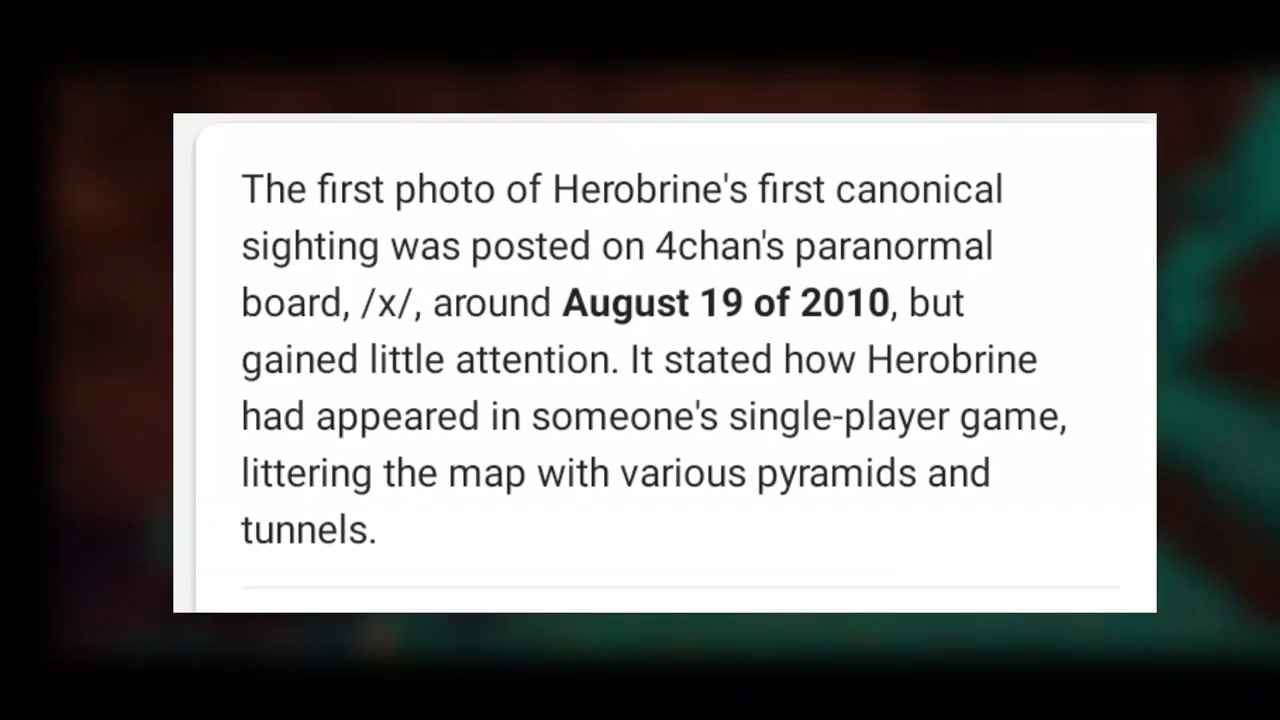 The first photo of Herobrine's first canonical
sighting was posted on 4chan's paranormal
board, /x/, around August 19 of 2010, but
gained little attention. It stated how Herobrine
had appeared in someone's single-player game,
littering the map with various pyramids and
tunnels.